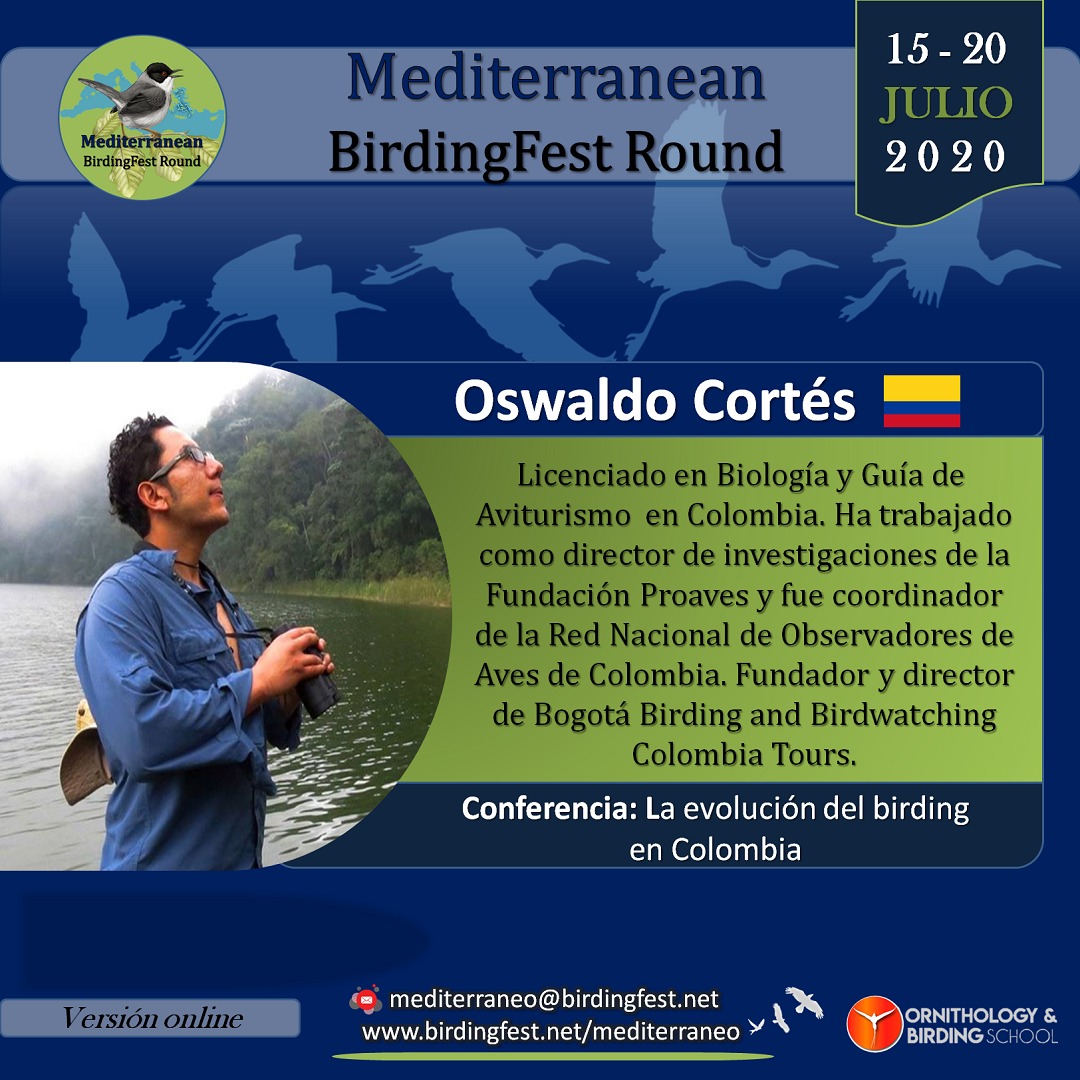 Mediterranean
BirdingFest Round
Mediterranean
BirdingFest Round
15 - 20
JULIO
2020
Oswaldo Cortés
Licenciado en Biología y Guía de
Aviturismo en Colombia. Ha trabajado
como director de investigaciones de la
Fundación Proaves y fue coordinador
de la Red Nacional de Observadores de
Aves de Colombia. Fundador y director
de Bogotá Birding and Birdwatching
Colombia Tours.
Conferencia: La evolución del birding
en Colombia
Versión online
mediterraneo@birdingfest.net
www.birdingfest.net/mediterraneo
ORNITHOLOGY &
BIRDING SCHOOL